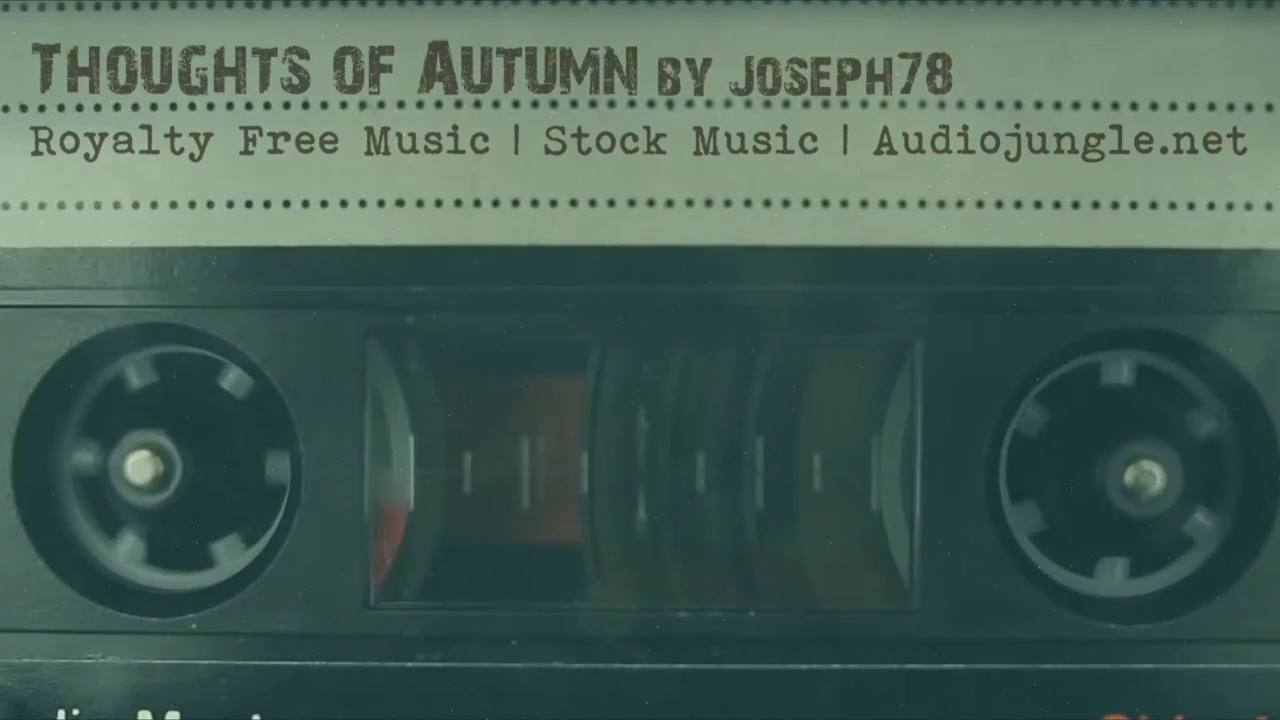 Thoughts of Autumn by Joseph78
Royalty Free Music | Stock Music | Audiojungle.net